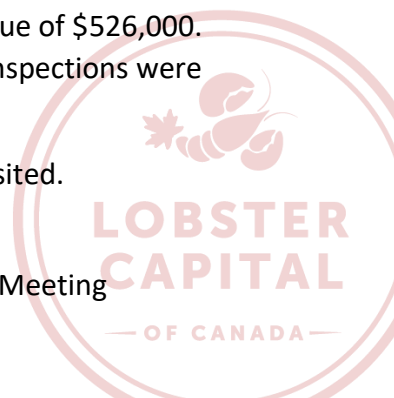 ue of $526,000.
nspections were
sited.
LOBSTER
CAPITAL
Meeting
OF CANADA